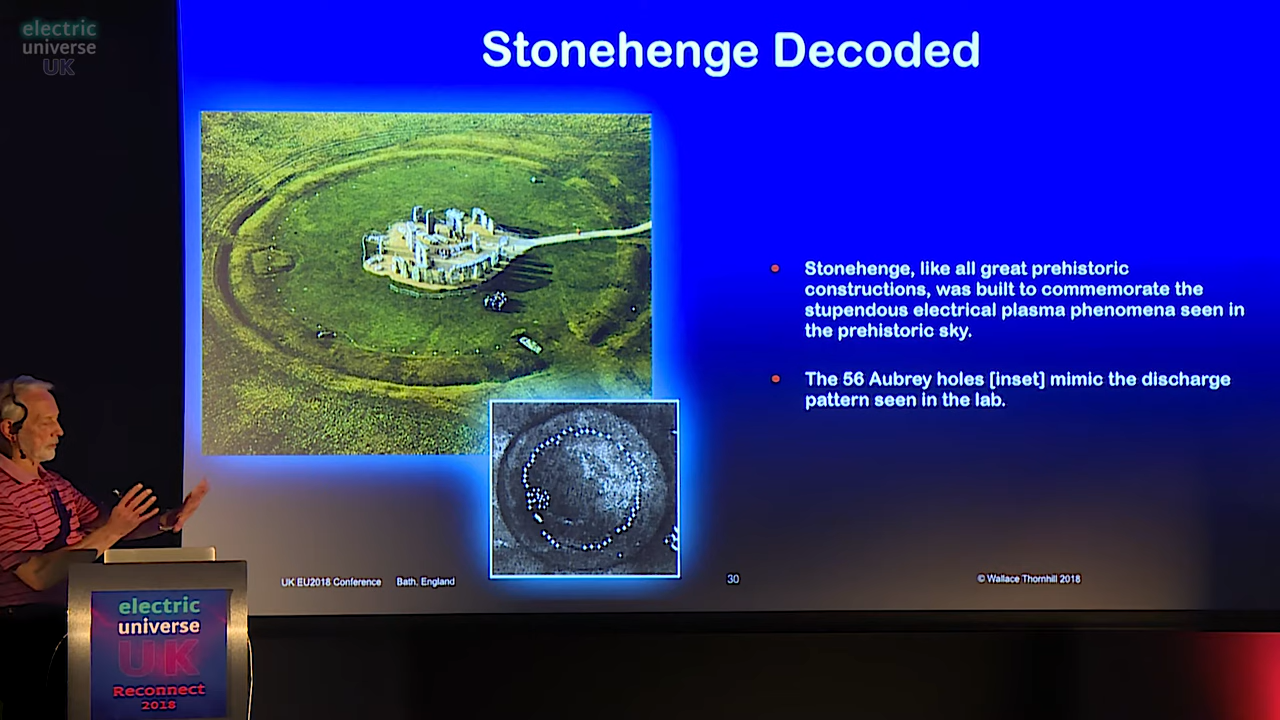 electric
universe
UK
Stonehenge Decoded
Stonehenge, like all great prehistoric
constructions, was built to commemorate the
stupendous electrical plasma phenomena seen in
the prehistoric sky.
The 56 Aubrey holes [inset] mimic the discharge
pattern seen in the lab.
UK EU2018 Conference Bath, England
30
© Wallace Thornhill 2018
electric
universe
UK
Reconnect
2018